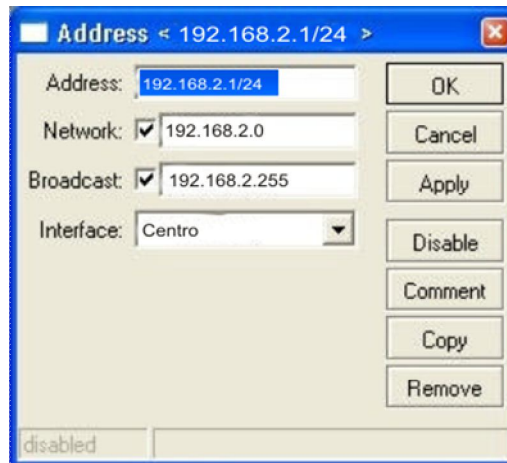 Address < 192.168.2.1/24 >
Address: 192.168.2.1/24
OK
Network: 192.168.2.0
Cancel
Broadcast: 192.168.2.255
Apply
Interface: Centro
Disable
Comment
Copy
Remove
disabled